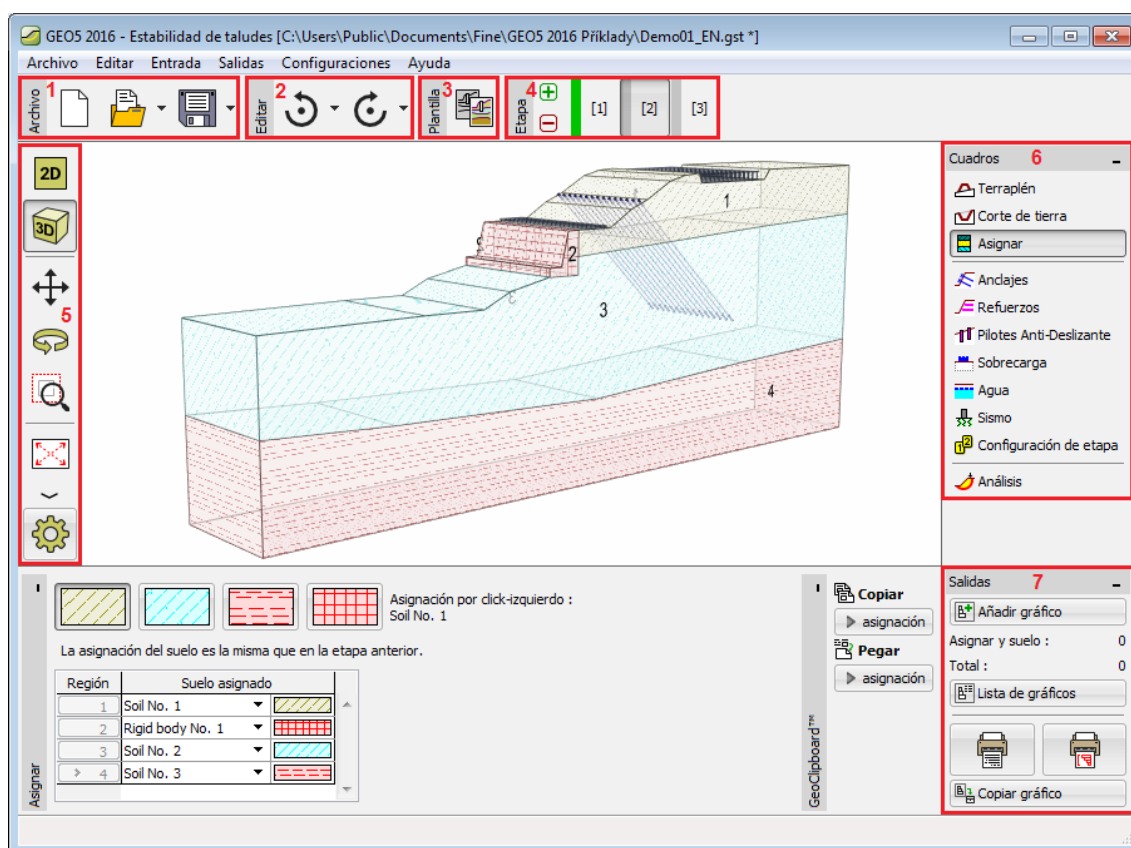 GEO5 2016 - Estabilidad de taludes [C:\Users\Public\Documents\Fine\GEO5 2016 Příklady\Demo01_EN.gst *]
Archivo Editar Entrada Salidas Configuraciones Ayuda
Archivo 1
Editar 2
Plantilla 3
Etapa 4 [1] [2] [3]
2D
3D
5
1
2
2
3
3
4
Cuadros 6
Terraplén
Corte de tierra
Asignar
Anclajes
Refuerzos
Pilotes Anti-Deslizante
Sobrecarga
Agua
Sismo
Configuración de etapa
Análisis
Asignar
Asignación por click-izquierdo :
Soil No. 1
La asignación del suelo es la misma que en la etapa anterior.
Región Suelo asignado
1 Soil No. 1
2 Rigid body No. 1
3 Soil No. 2
4 Soil No. 3
GeoClipboard™
Copiar
asignación
Pegar
asignación
Salidas 7
Añadir gráfico
Asignar y suelo : 0
Total : 0
Lista de gráficos
Copiar gráfico